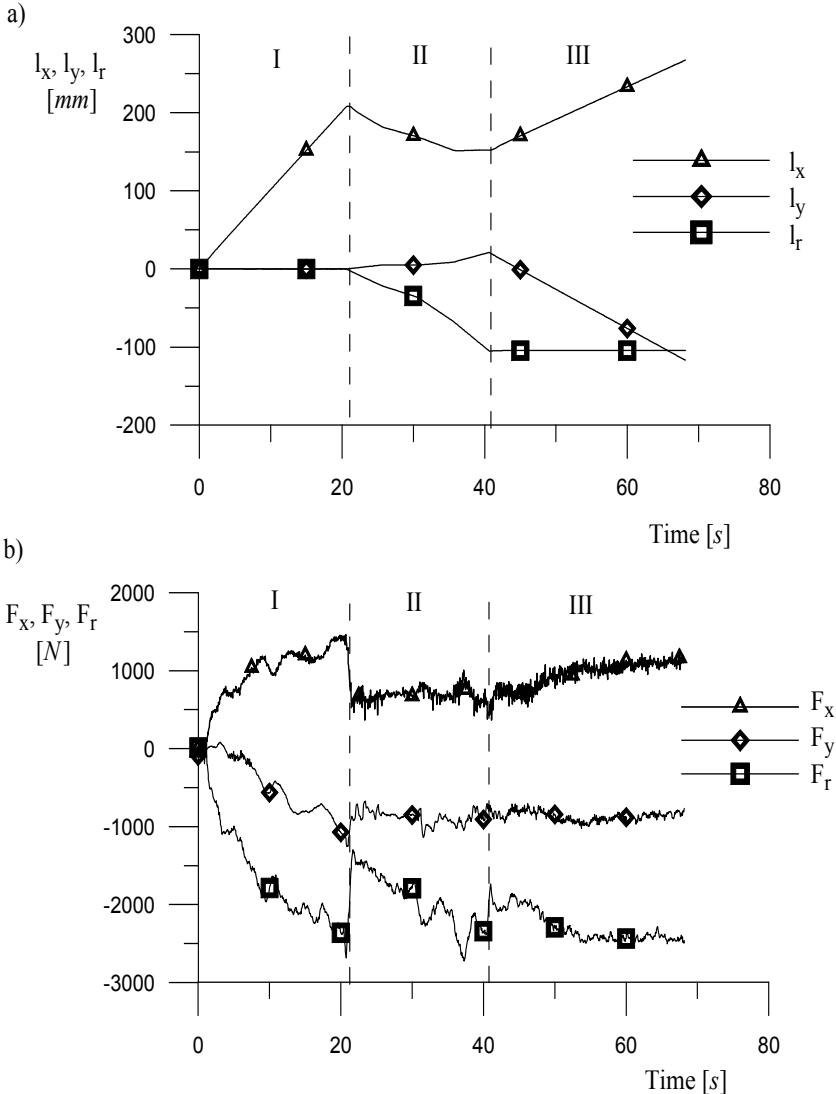 a)
l_x, l_y, l_r
[mm]
300
200
100
0
-100
-200
I
II
III
l_x
l_y
l_r
0
20
40
60
80
Time [s]
b)
F_x, F_y, F_r
[N]
2000
1000
0
-1000
-2000
-3000
I
II
III
F_x
F_y
F_r
0
20
40
60
80
Time [s]